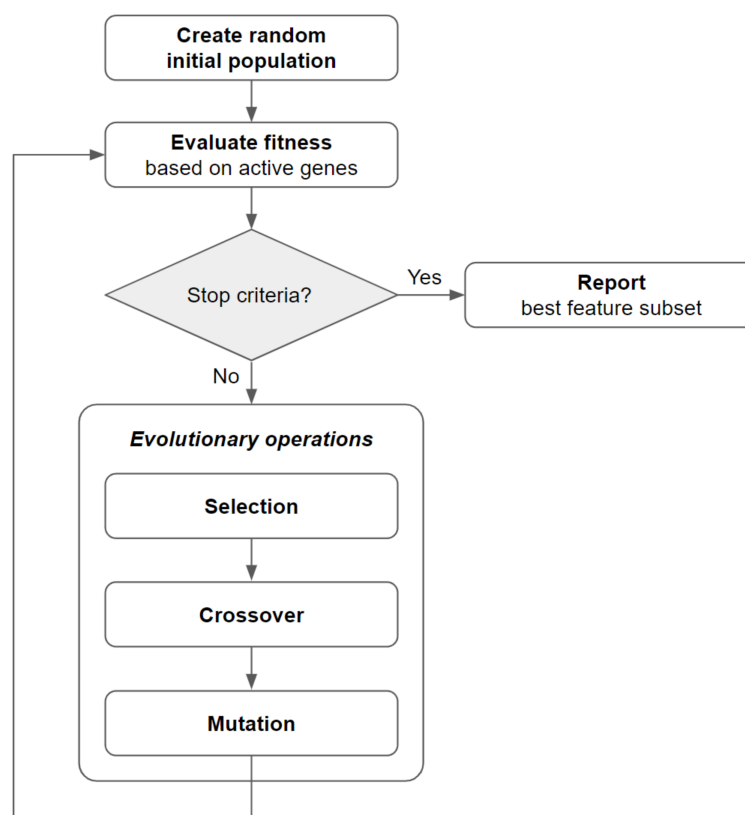 Create random
initial population
Evaluate fitness
based on active genes
Stop criteria?
Yes
Report
best feature subset
No
Evolutionary operations
Selection
Crossover
Mutation